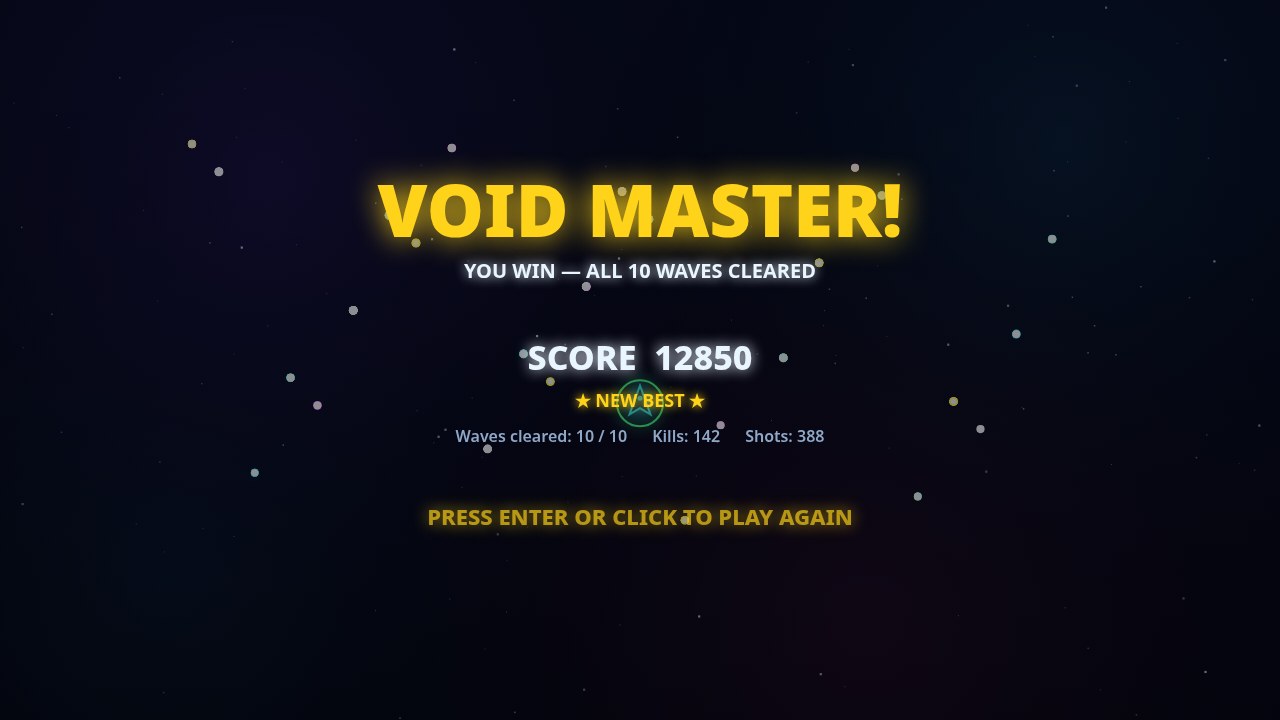 VOID MASTER!
YOU WIN — ALL 10 WAVES CLEARED
SCORE 12850
★ NEW BEST ★
Waves cleared: 10 / 10 Kills: 142 Shots: 388
PRESS ENTER OR CLICK TO PLAY AGAIN